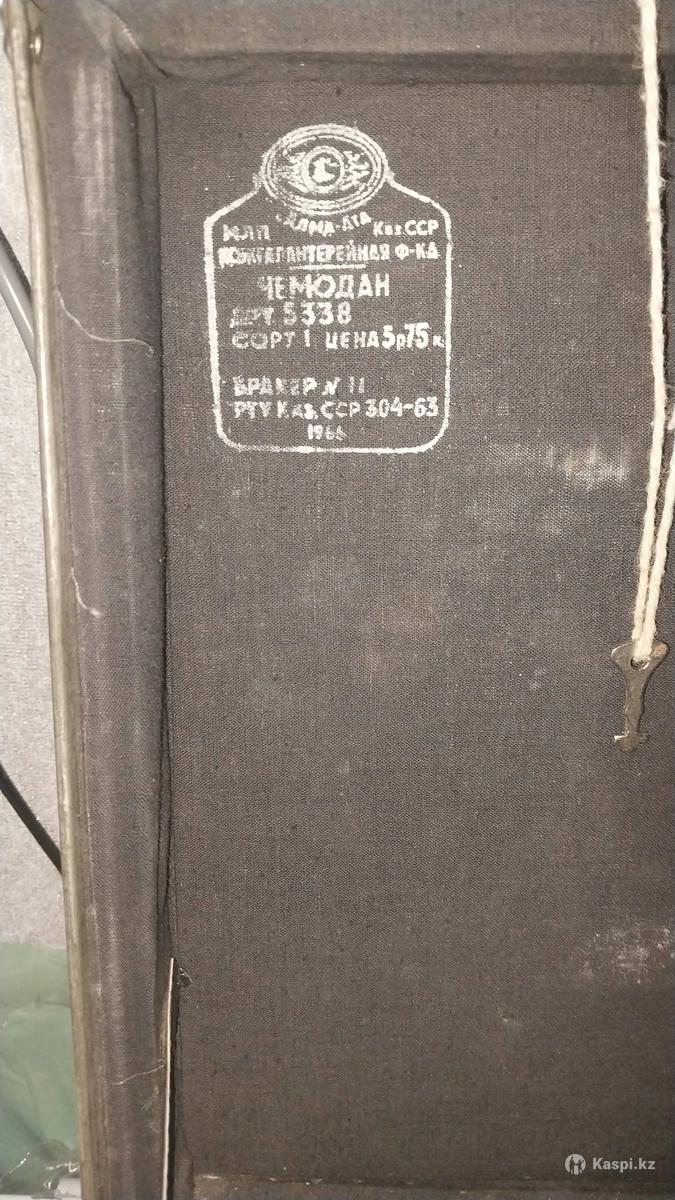 МЛП г.АЛМА-АТА Каз.ССР
КОЖГАЛАНТЕРЕЙНАЯ Ф-КА
ЧЕМОДАН
АРТ. 5338
СОРТ 1 ЦЕНА 5р75к.
БРАКЕР № 11
РТУ КАЗ.ССР 304-63
1966
Kaspi.kz